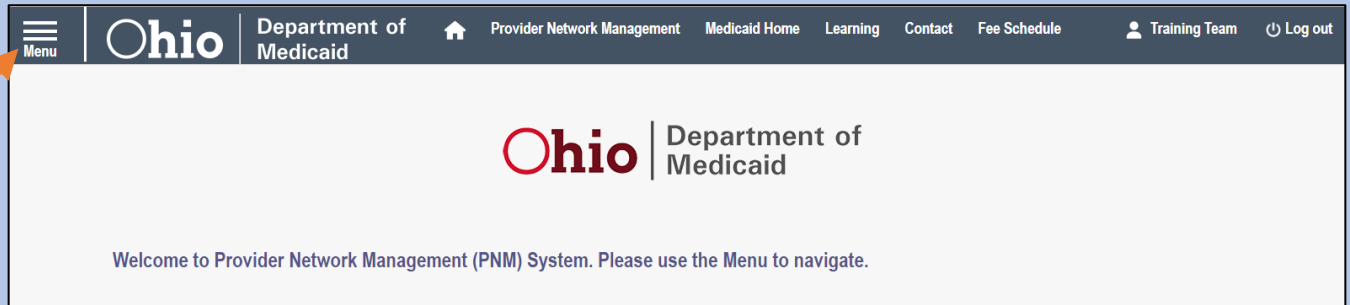 Menu
Ohio
Department of
Medicaid
Provider Network Management
Medicaid Home
Learning
Contact
Fee Schedule
Training Team
Log out
Ohio
Department of
Medicaid
Welcome to Provider Network Management (PNM) System. Please use the Menu to navigate.